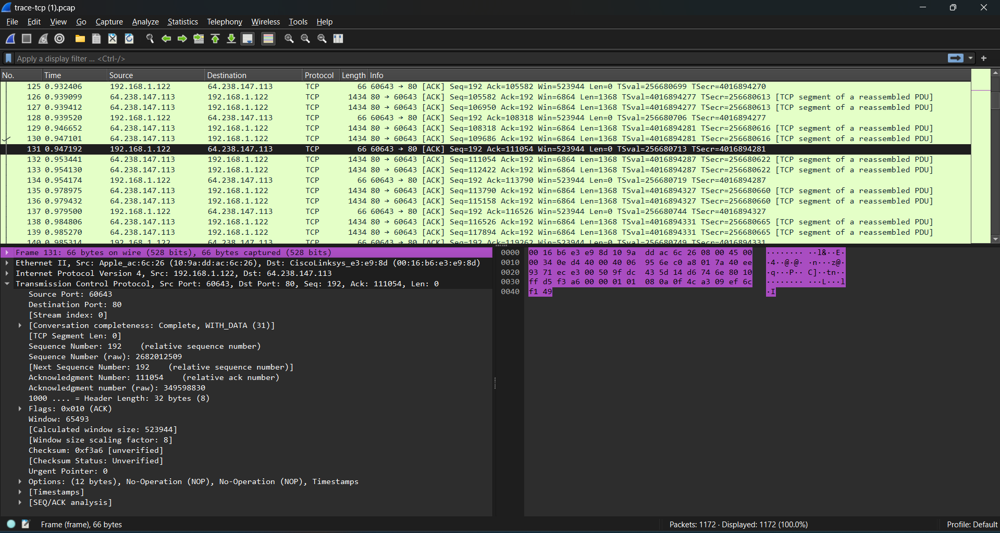 trace-tcp (1).pcap
File Edit View Go Capture Analyze Statistics Telephony Wireless Tools Help
Apply a display filter ... <Ctrl-/>
No. Time Source Destination Protocol Length Info
125 0.932406 192.168.1.122 64.238.147.113 TCP 66 60643 → 80 [ACK] Seq=192 Ack=105582 Win=523944 Len=0 TSval=256680699 TSecr=4016894270
126 0.939099 64.238.147.113 192.168.1.122 TCP 1434 80 → 60643 [ACK] Seq=105582 Ack=192 Win=6864 Len=1368 TSval=4016894277 TSecr=256680613 [TCP segment of a reassembled PDU]
127 0.939412 64.238.147.113 192.168.1.122 TCP 1434 80 → 60643 [ACK] Seq=106950 Ack=192 Win=6864 Len=1368 TSval=4016894277 TSecr=256680613 [TCP segment of a reassembled PDU]
128 0.939520 192.168.1.122 64.238.147.113 TCP 66 60643 → 80 [ACK] Seq=192 Ack=108318 Win=523944 Len=0 TSval=256680706 TSecr=4016894277
129 0.946652 64.238.147.113 192.168.1.122 TCP 1434 80 → 60643 [ACK] Seq=108318 Ack=192 Win=6864 Len=1368 TSval=4016894281 TSecr=256680616 [TCP segment of a reassembled PDU]
130 0.947101 64.238.147.113 192.168.1.122 TCP 1434 80 → 60643 [ACK] Seq=109686 Ack=192 Win=6864 Len=1368 TSval=4016894281 TSecr=256680616 [TCP segment of a reassembled PDU]
131 0.947192 192.168.1.122 64.238.147.113 TCP 66 60643 → 80 [ACK] Seq=192 Ack=111054 Win=523944 Len=0 TSval=256680713 TSecr=4016894281
132 0.953441 64.238.147.113 192.168.1.122 TCP 1434 80 → 60643 [ACK] Seq=111054 Ack=192 Win=6864 Len=1368 TSval=4016894287 TSecr=256680622 [TCP segment of a reassembled PDU]
133 0.954130 64.238.147.113 192.168.1.122 TCP 1434 80 → 60643 [ACK] Seq=112422 Ack=192 Win=6864 Len=1368 TSval=4016894287 TSecr=256680622 [TCP segment of a reassembled PDU]
134 0.954174 192.168.1.122 64.238.147.113 TCP 66 60643 → 80 [ACK] Seq=192 Ack=113790 Win=523944 Len=0 TSval=256680719 TSecr=4016894287
135 0.978975 64.238.147.113 192.168.1.122 TCP 1434 80 → 60643 [ACK] Seq=113790 Ack=192 Win=6864 Len=1368 TSval=4016894327 TSecr=256680660 [TCP segment of a reassembled PDU]
136 0.979432 64.238.147.113 192.168.1.122 TCP 1434 80 → 60643 [ACK] Seq=115158 Ack=192 Win=6864 Len=1368 TSval=4016894327 TSecr=256680660 [TCP segment of a reassembled PDU]
137 0.979500 192.168.1.122 64.238.147.113 TCP 66 60643 → 80 [ACK] Seq=192 Ack=116526 Win=523944 Len=0 TSval=256680744 TSecr=4016894327
138 0.984806 64.238.147.113 192.168.1.122 TCP 1434 80 → 60643 [ACK] Seq=116526 Ack=192 Win=6864 Len=1368 TSval=4016894331 TSecr=256680665 [TCP segment of a reassembled PDU]
139 0.985270 64.238.147.113 192.168.1.122 TCP 1434 80 → 60643 [ACK] Seq=117894 Ack=192 Win=6864 Len=1368 TSval=4016894331 TSecr=256680665 [TCP segment of a reassembled PDU]
140 0.985314 192.168.1.122 64.238.147.113 TCP 66 60643 → 80 [ACK] Seq=192 Ack=119262 Win=523944 Len=0 TSval=256680749 TSecr=4016894331
Frame 131: 66 bytes on wire (528 bits), 66 bytes captured (528 bits)
Ethernet II, Src: Apple_ac:6c:26 (10:9a:dd:ac:6c:26), Dst: CiscoLinksys_e3:e9:8d (00:16:b6:e3:e9:8d)
Internet Protocol Version 4, Src: 192.168.1.122, Dst: 64.238.147.113
Transmission Control Protocol, Src Port: 60643, Dst Port: 80, Seq: 192, Ack: 111054, Len: 0
Source Port: 60643
Destination Port: 80
[Stream index: 0]
[Conversation completeness: Complete, WITH_DATA (31)]
[TCP Segment Len: 0]
Sequence Number: 192 (relative sequence number)
Sequence Number (raw): 2682012509
[Next Sequence Number: 192 (relative sequence number)]
Acknowledgment Number: 111054 (relative ack number)
Acknowledgment number (raw): 349598830
1000 .... = Header Length: 32 bytes (8)
Flags: 0x010 (ACK)
Window: 65493
[Calculated window size: 523944]
[Window size scaling factor: 8]
Checksum: 0xf3a6 [unverified]
[Checksum Status: Unverified]
Urgent Pointer: 0
Options: (12 bytes), No-Operation (NOP), No-Operation (NOP), Timestamps
[Timestamps]
[SEQ/ACK analysis]
0000 00 16 b6 e3 e9 8d 10 9a dd ac 6c 26 08 00 45 00 ········ ··l&··E·
0010 00 34 0e d4 40 00 40 06 95 6e c0 a8 01 7a 40 ee ·4··@·@· ·n···z@·
0020 93 71 ec e3 00 50 9f dc 43 5d 14 d6 74 6e 80 10 ·q···P·· C]··tn··
0030 ff d5 f3 a6 00 00 01 01 08 0a 0f 4c a3 09 ef 6c ········ ···L···l
0040 f1 49 ·I
Frame (frame), 66 bytes
Packets: 1172 · Displayed: 1172 (100.0%)
Profile: Default